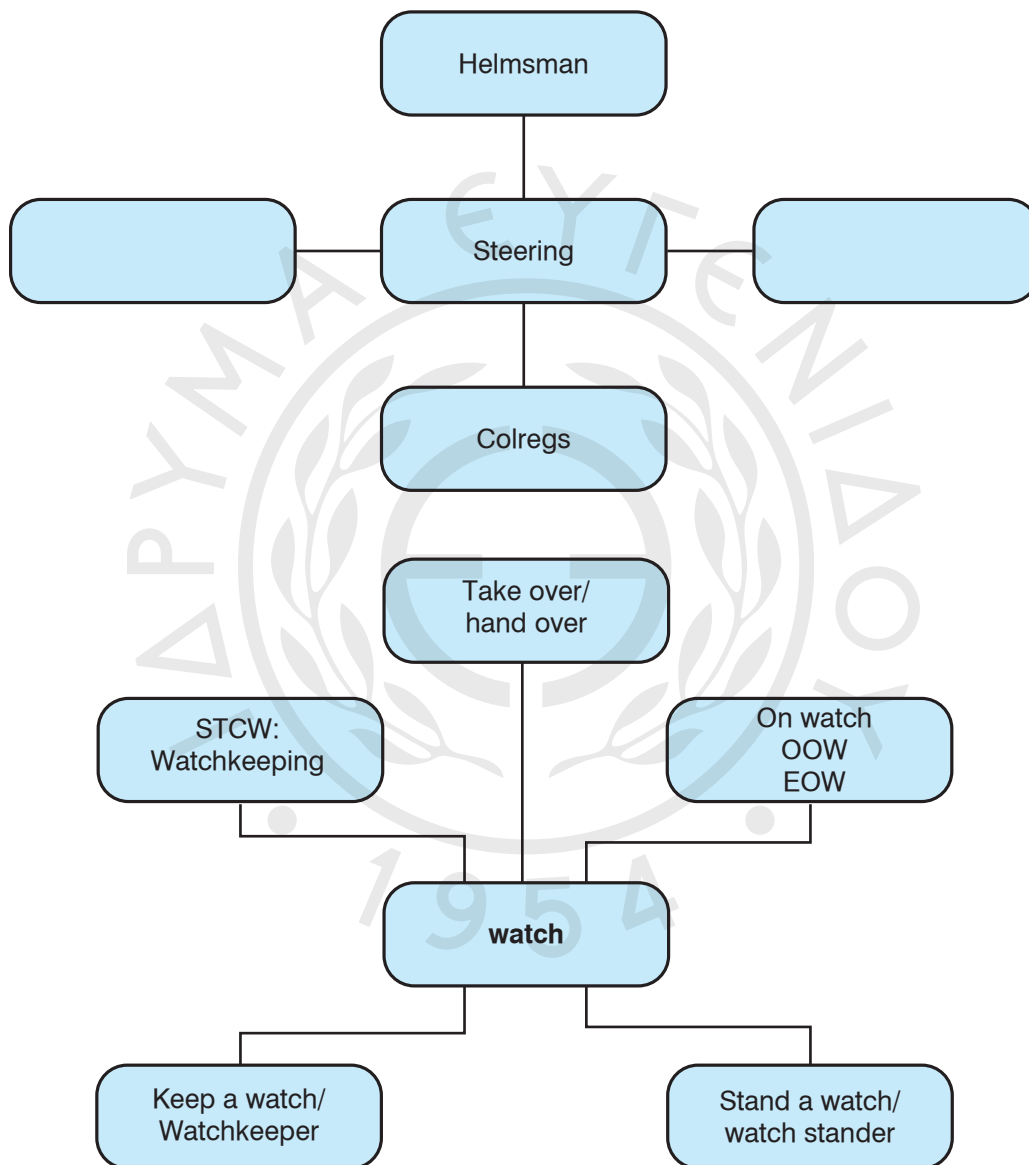 Helmsman
Steering
Colregs
Take over/
hand over
STCW:
Watchkeeping
On watch
OOW
EOW
watch
Keep a watch/
Watchkeeper
Stand a watch/
watch stander
ΙΔΡΥΜΑ ΕΥΓΕΝΙΔΟΥ
1954